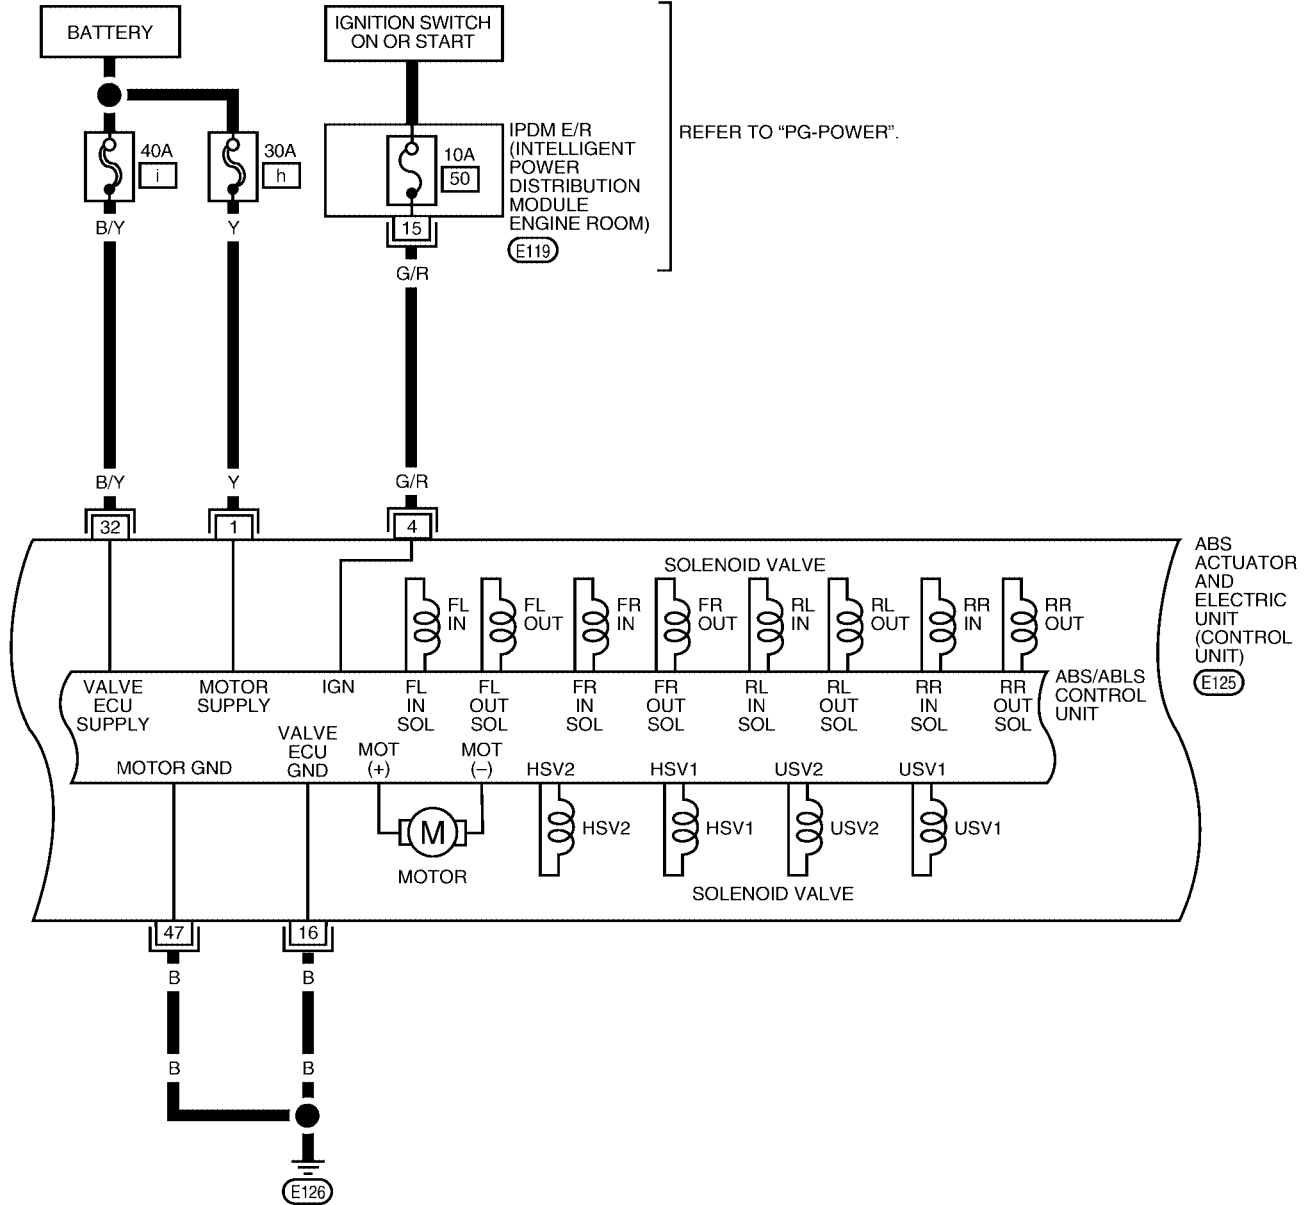 BATTERY
IGNITION SWITCH
ON OR START
REFER TO “PG-POWER”.
40A
i
30A
h
10A
50
IPDM E/R
(INTELLIGENT
POWER
DISTRIBUTION
MODULE
ENGINE ROOM)
E119
15
B/Y
Y
G/R
B/Y
Y
G/R
32
1
4
ABS
ACTUATOR
AND
ELECTRIC
UNIT
(CONTROL
UNIT)
E125
SOLENOID VALVE
FL
IN
FL
OUT
FR
IN
FR
OUT
RL
IN
RL
OUT
RR
IN
RR
OUT
VALVE
ECU
SUPPLY
MOTOR
SUPPLY
IGN
FL
IN
SOL
FL
OUT
SOL
FR
IN
SOL
FR
OUT
SOL
RL
IN
SOL
RL
OUT
SOL
RR
IN
SOL
RR
OUT
SOL
ABS/ABLS
CONTROL
UNIT
MOTOR GND
VALVE
ECU
GND
MOT
(+)
MOT
(–)
HSV2
HSV1
USV2
USV1
M
MOTOR
HSV2
HSV1
USV2
USV1
SOLENOID VALVE
47
16
B
B
B
B
E126